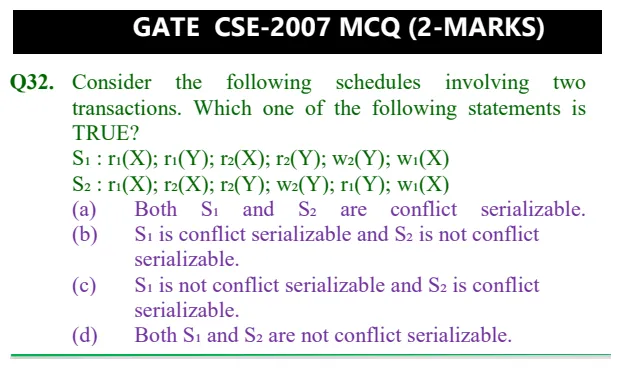 GATE CSE-2007 MCQ (2-MARKS)
Q32. Consider the following schedules involving two
transactions. Which one of the following statements is
TRUE?
S₁ : r₁(X); r₁(Y); r₂(X); r₂(Y); w₂(Y); w₁(X)
S₂ : r₁(X); r₂(X); r₂(Y); w₂(Y); r₁(Y); w₁(X)
(a) Both S₁ and S₂ are conflict serializable.
(b) S₁ is conflict serializable and S₂ is not conflict
serializable.
(c) S₁ is not conflict serializable and S₂ is conflict
serializable.
(d) Both S₁ and S₂ are not conflict serializable.